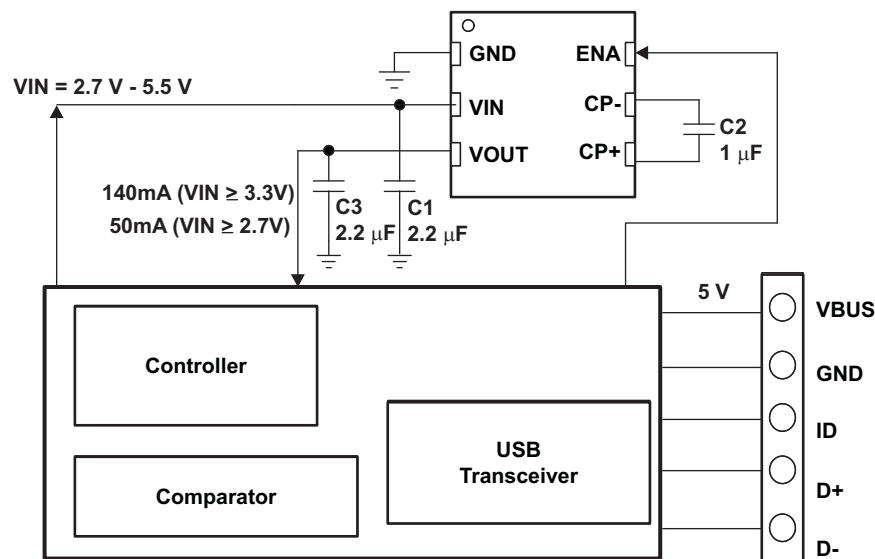 GND ENA
VIN = 2.7 V - 5.5 V
VIN CP-
C2
1 μF
VOUT CP+
140mA (VIN ≥ 3.3V)
50mA (VIN ≥ 2.7V)
C3 C1
2.2 μF 2.2 μF
5 V
VBUS
Controller
GND
ID
USB
Transceiver
D+
Comparator
D-